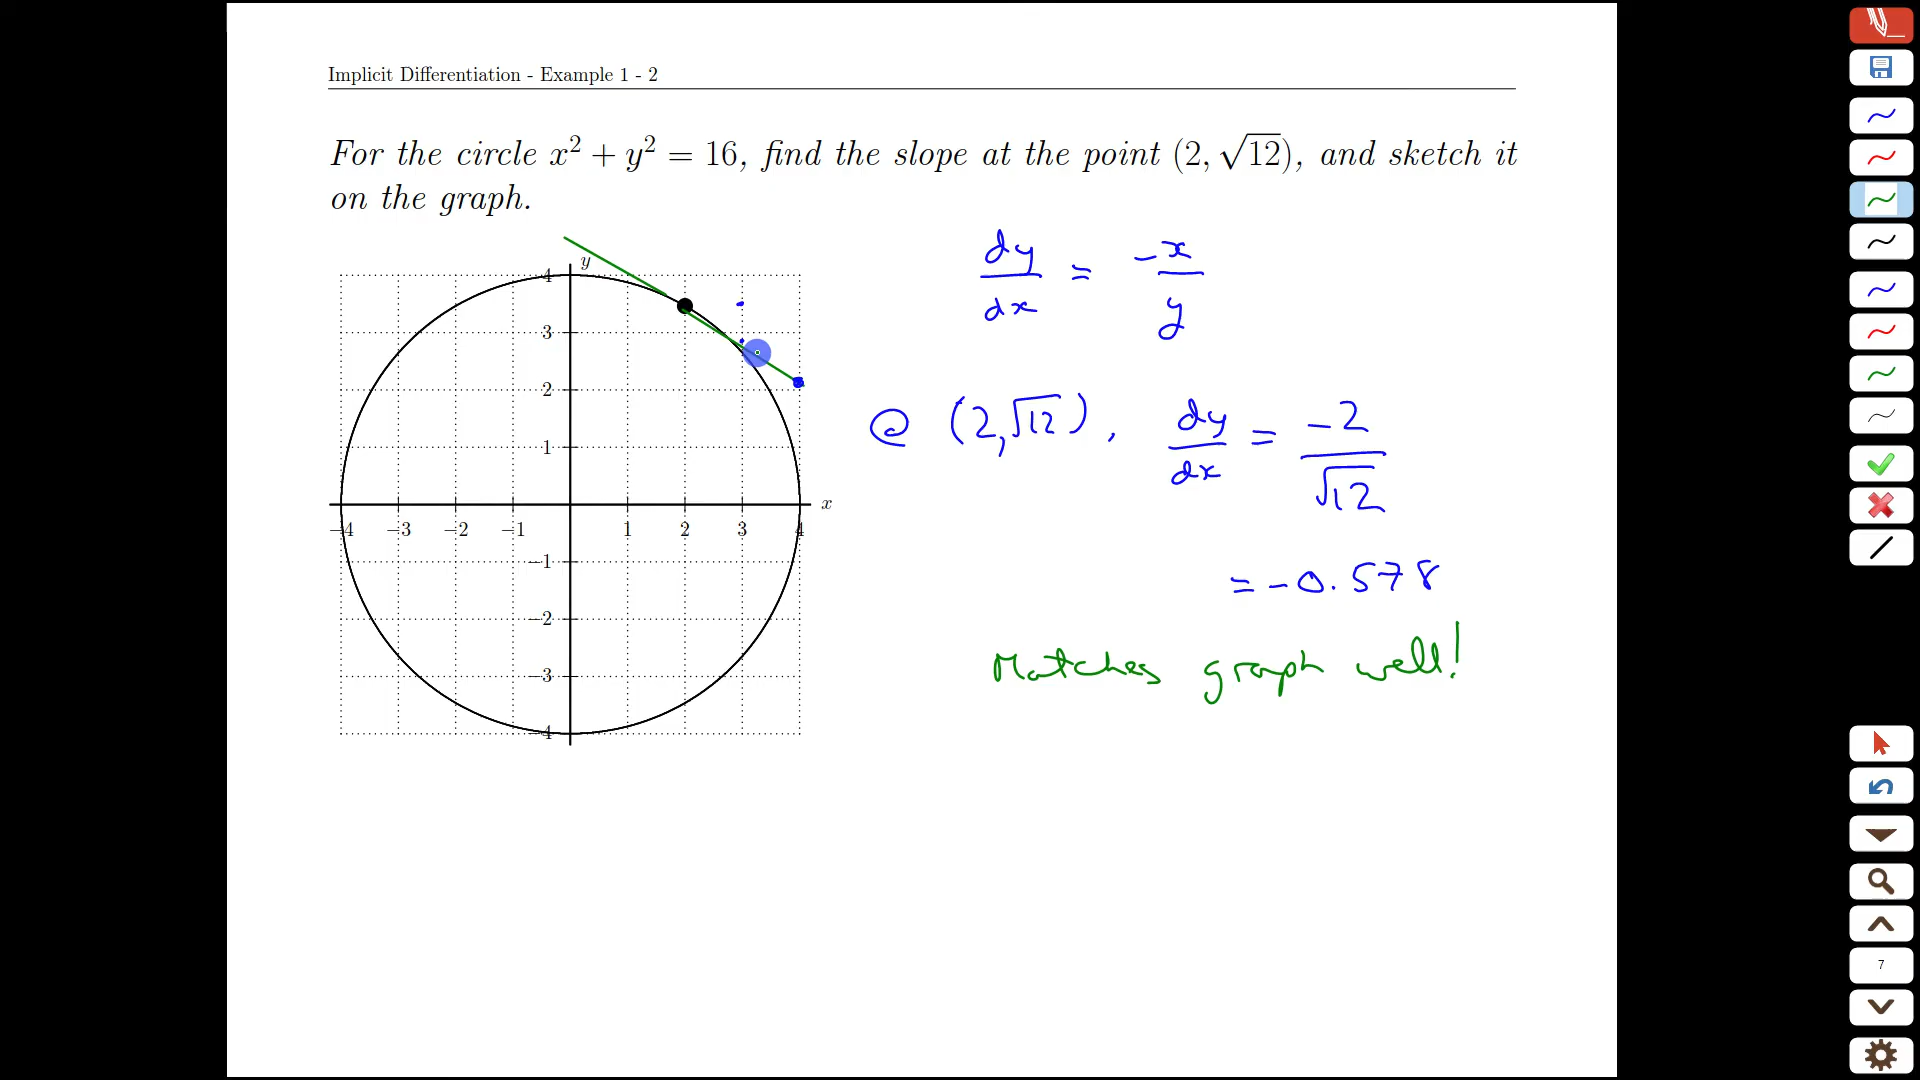 Implicit Differentiation - Example 1 - 2
For the circle x² + y² = 16, find the slope at the point (2, √12), and sketch it
on the graph.
dy/dx = -x/y
y
4
3
2
1
@ (2, √12), dy/dx = -2/√12
x
−4 −3 −2 −1 1 2 3 4
−1
= -0.578
−2
Matches graph well!
−3
−4
7